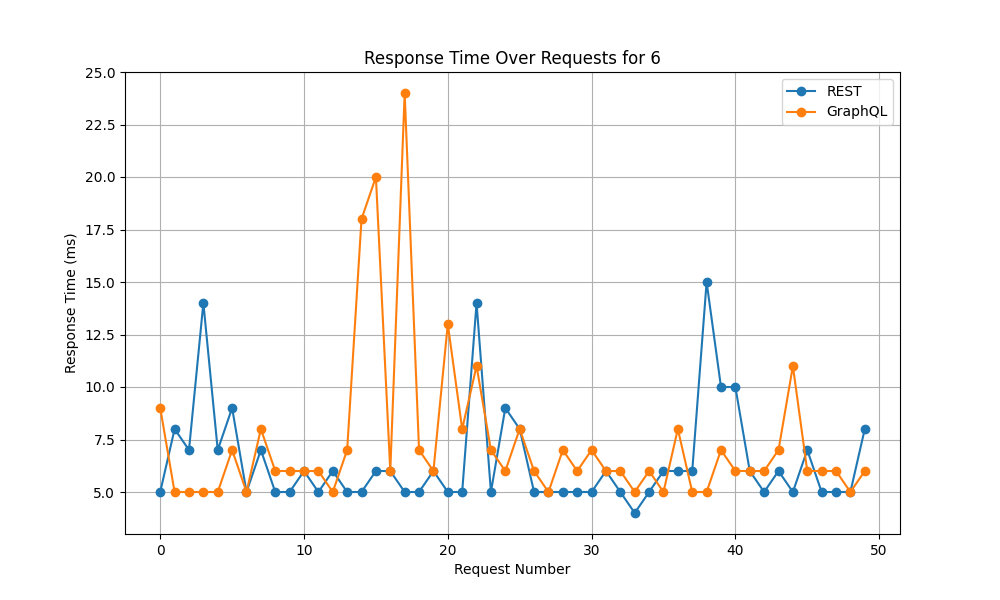 Response Time Over Requests for 6
25.0
22.5
20.0
17.5
15.0
12.5
10.0
7.5
5.0
Response Time (ms)
REST
GraphQL
0 10 20 30 40 50
Request Number